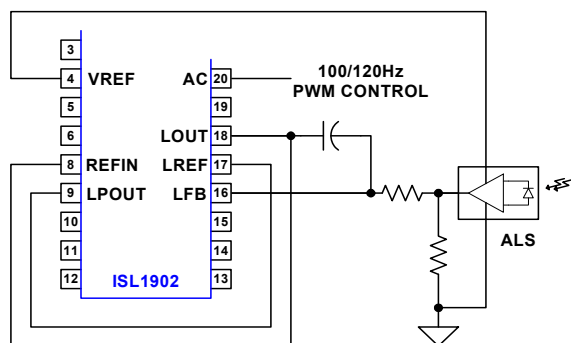 3
4 VREF AC 20 100/120Hz
PWM CONTROL
5 19
6 LOUT 18
8 REFIN LREF 17
9 LPOUT LFB 16
10 15
11 14
12 ISL1902 13
ALS